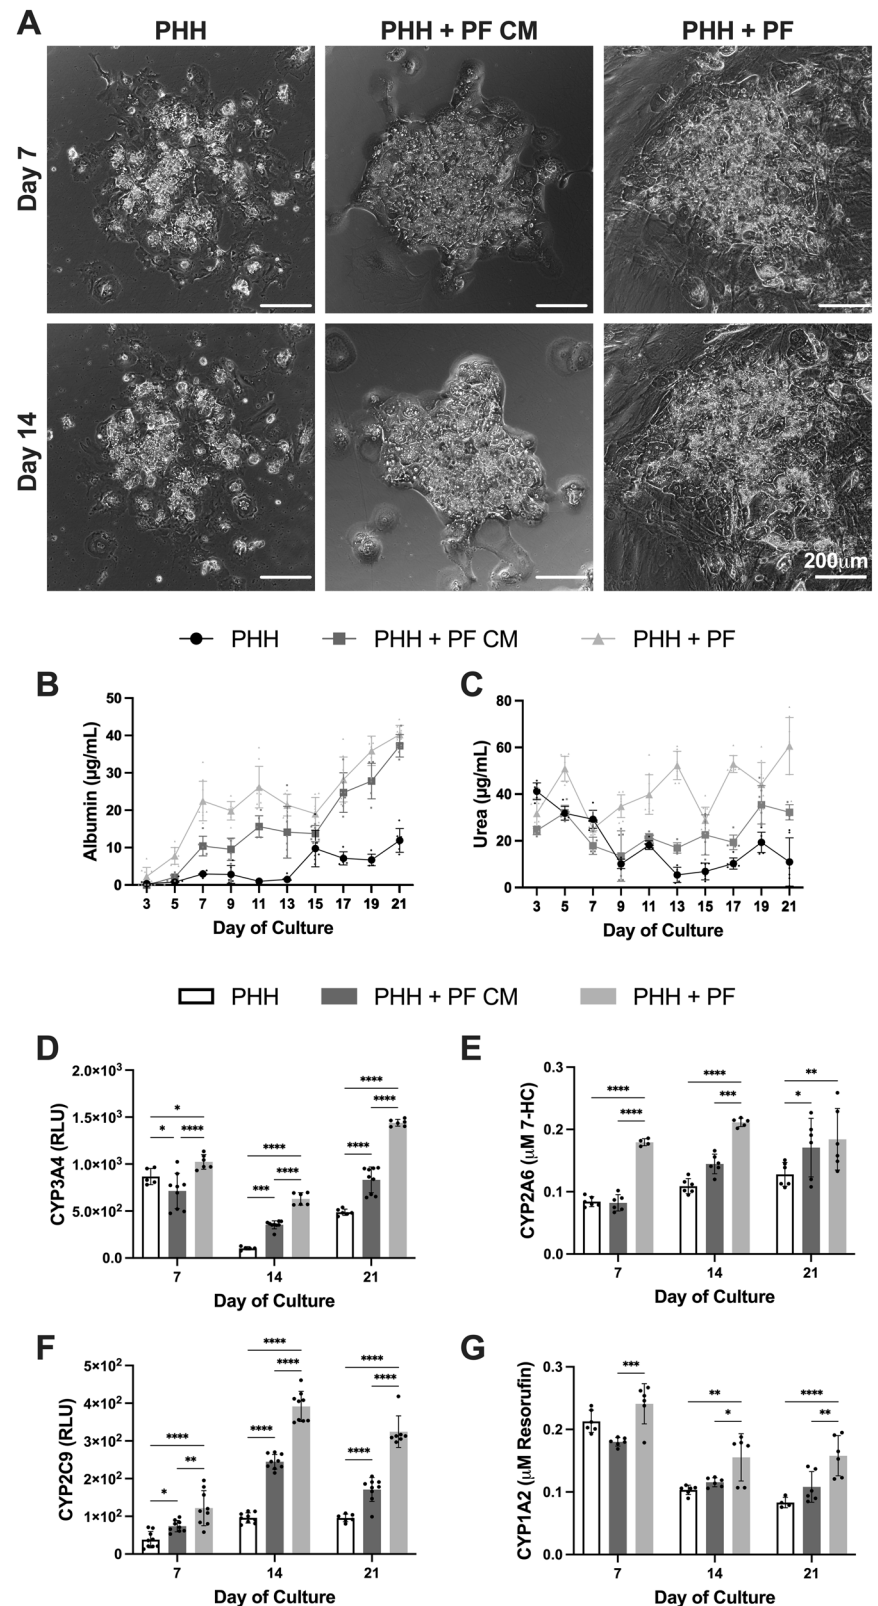 A
PHH
PHH + PF CM
PHH + PF
Day 7
Day 14
200μm
PHH
PHH + PF CM
PHH + PF
B
Albumin (μg/mL)
50
40
30
20
10
0
3 5 7 9 11 13 15 17 19 21
Day of Culture
C
Urea (μg/mL)
80
60
40
20
0
3 5 7 9 11 13 15 17 19 21
Day of Culture
PHH
PHH + PF CM
PHH + PF
D
CYP3A4 (RLU)
2.0×10³
1.5×10³
1.0×10³
5.0×10²
0.0
*
* ****
****
*** ****
****
**** ****
7 14 21
Day of Culture
E
CYP2A6 (μM 7-HC)
0.3
0.2
0.1
0.0
****
****
****
***
**
*
7 14 21
Day of Culture
F
CYP2C9 (RLU)
5×10²
4×10²
3×10²
2×10²
1×10²
0
****
**
*
****
****
****
****
****
****
7 14 21
Day of Culture
G
CYP1A2 (μM Resorufin)
0.3
0.2
0.1
0.0
***
**
*
****
**
7 14 21
Day of Culture